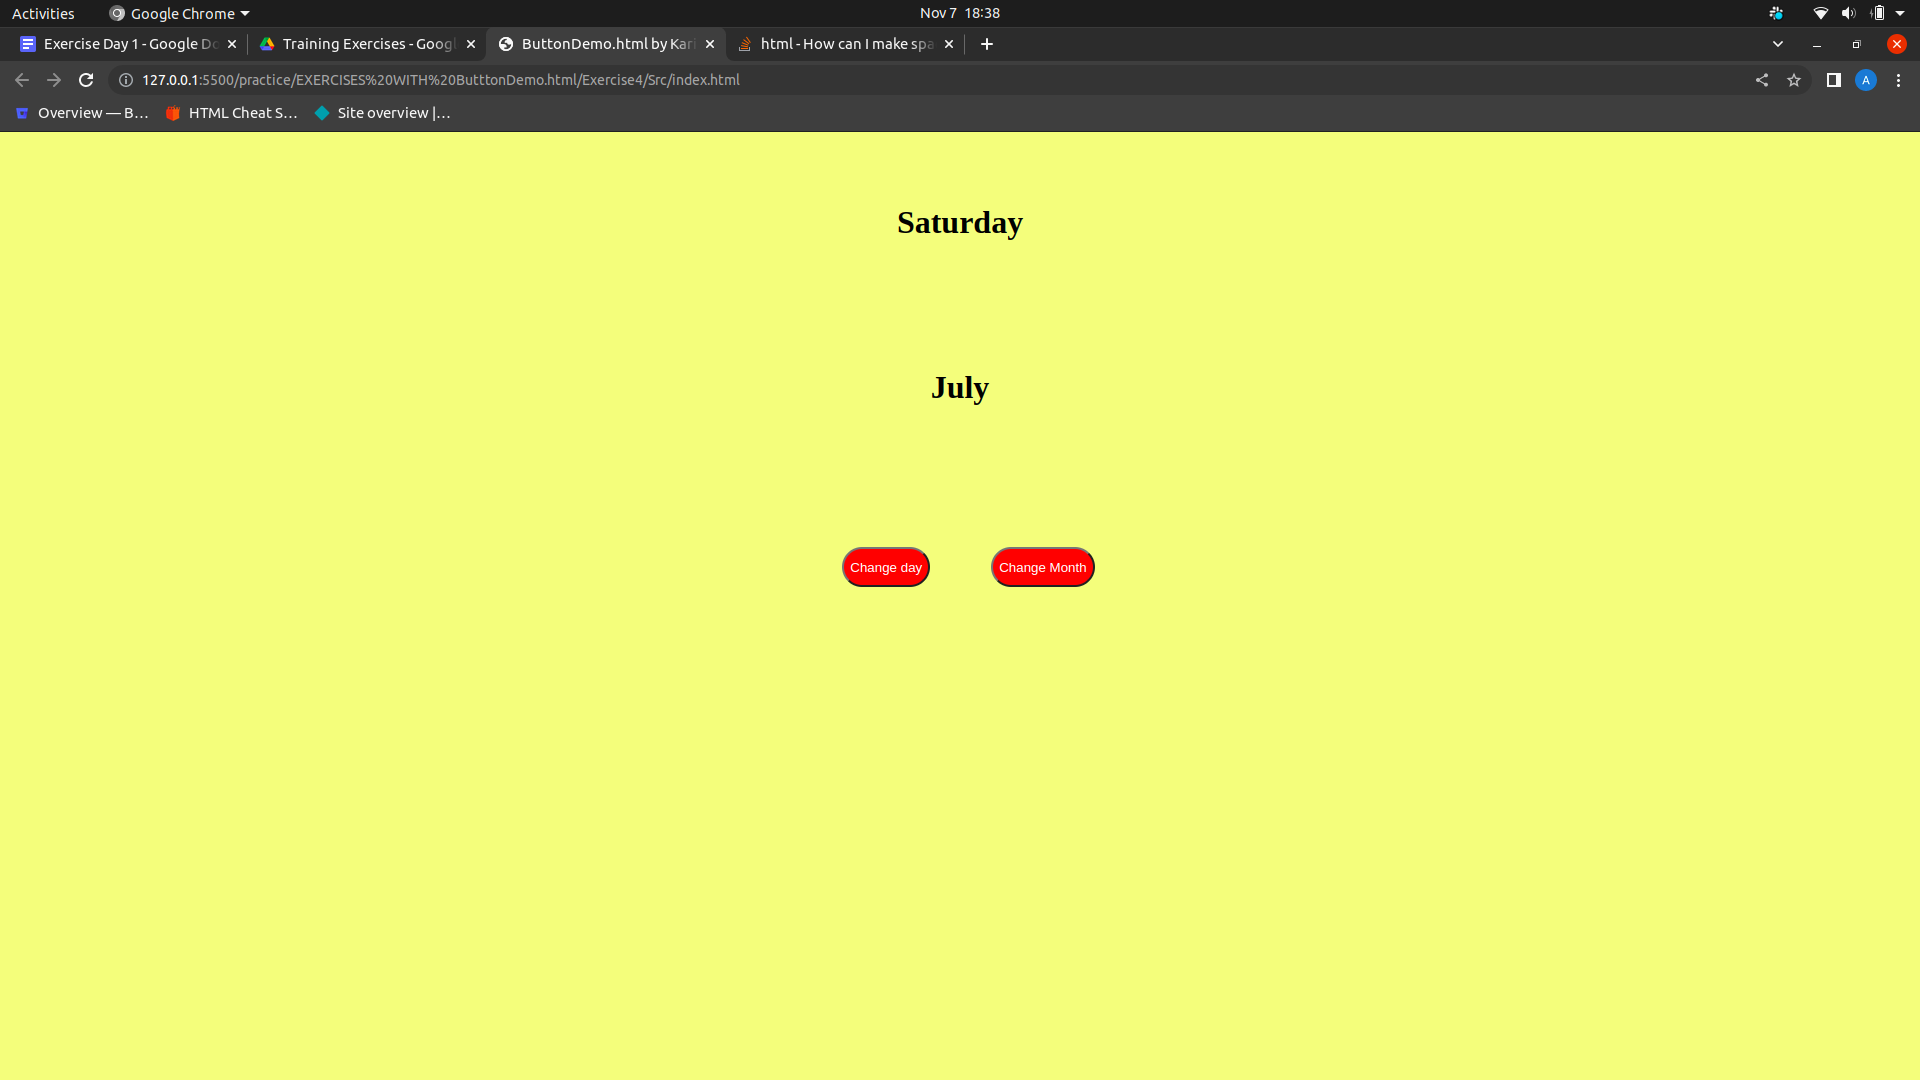 Activities Google Chrome Nov 7 18:38
Exercise Day 1 - Google Do Training Exercises - Googl ButtonDemo.html by Kari html - How can I make spa
127.0.0.1:5500/practice/EXERCISES%20WITH%20ButttonDemo.html/Exercise4/Src/index.html A
Overview — B... HTML Cheat S... Site overview |...
Saturday
July
Change day Change Month